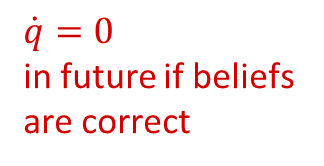 q̇ = 0
in future if beliefs
are correct